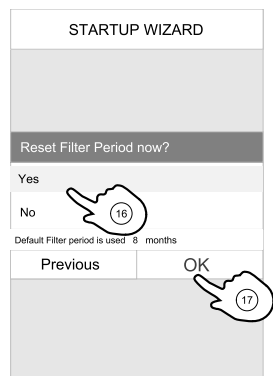 STARTUP WIZARD
Reset Filter Period now?
Yes
No
16
Default Filter period is used 8 months
Previous OK
17